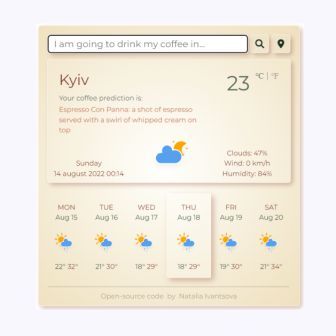 I am going to drink my coffee in...
Kyiv
23 °C | °F
Your coffee prediction is:
Espresso Con Panna: a shot of espresso
served with a swirl of whipped cream on
top
Sunday
14 august 2022 00:14
Clouds: 47%
Wind: 0 km/h
Humidity: 84%
MON TUE WED THU FRI SAT
Aug 15 Aug 16 Aug 17 Aug 18 Aug 19 Aug 20
22° 32° 21° 30° 18° 29° 18° 29° 19° 30° 21° 34°
Open-source code by Natalia Ivantsova